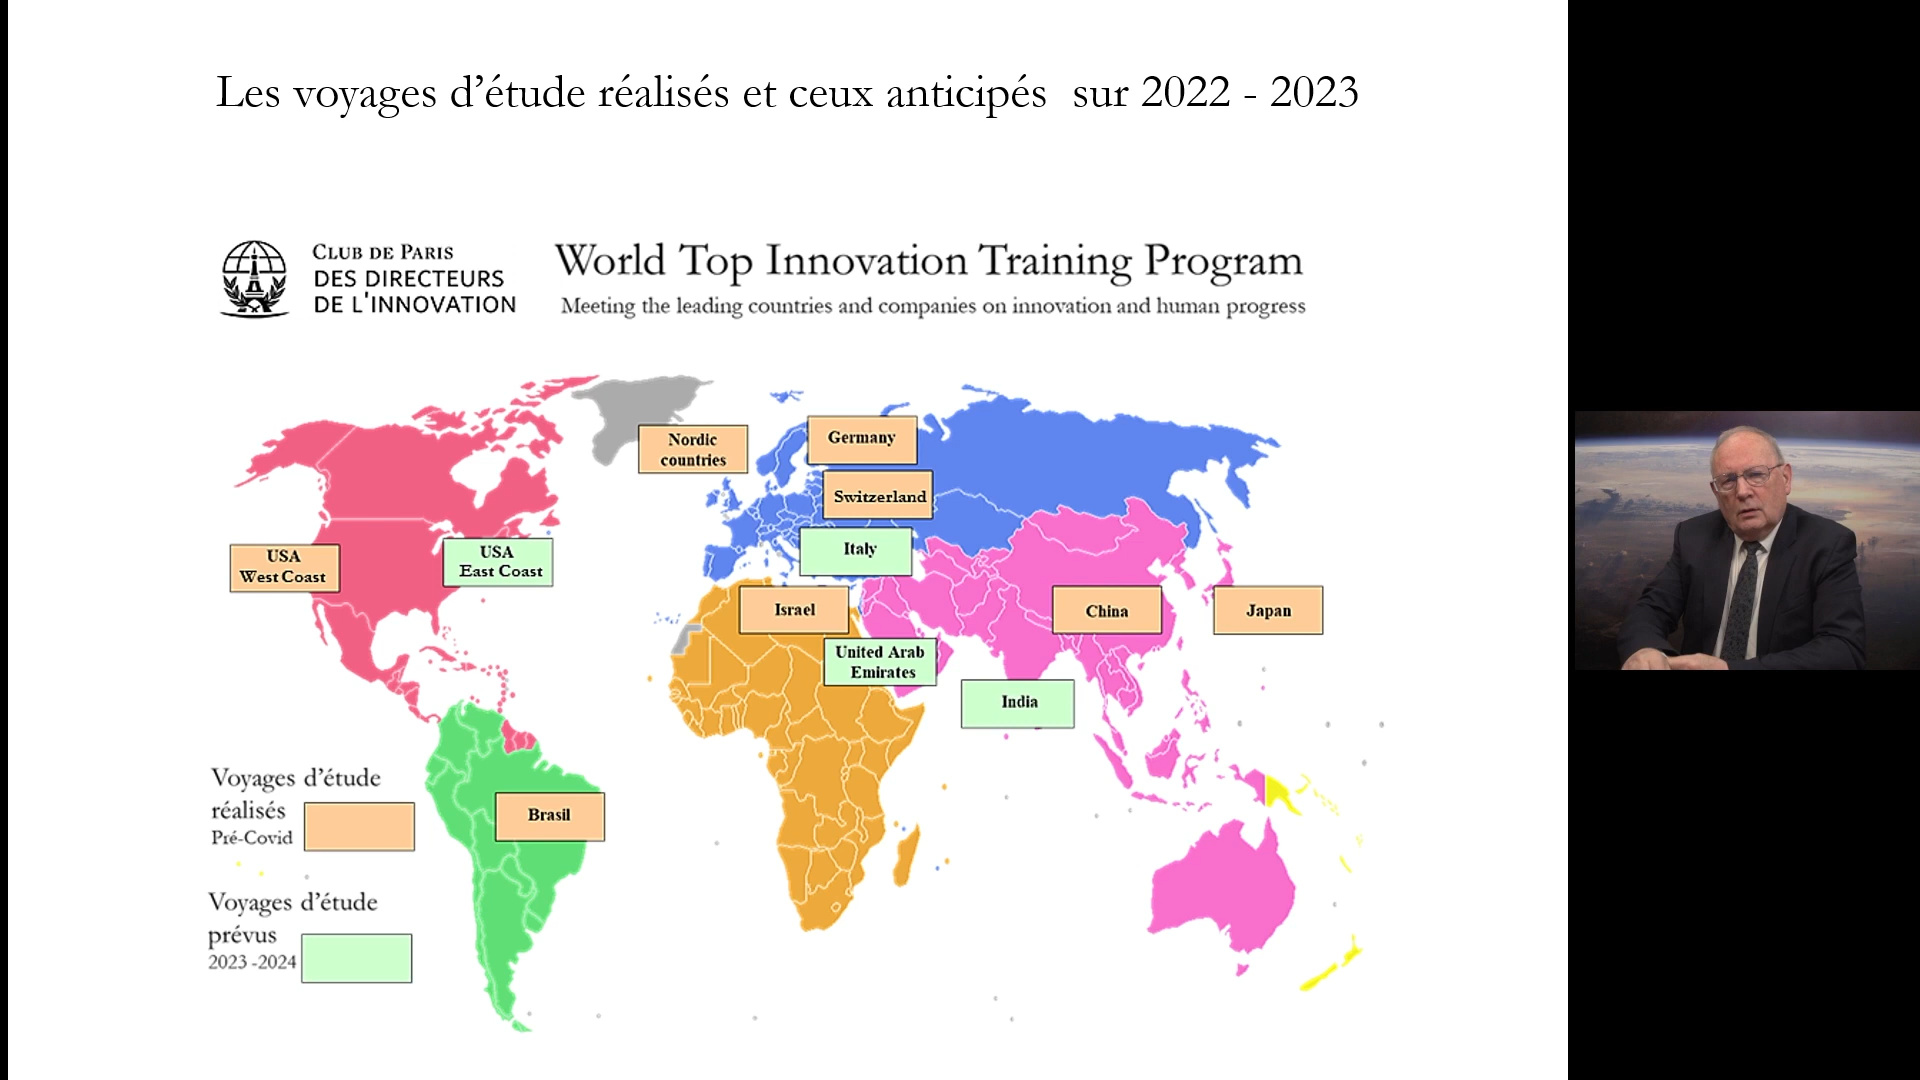 Les voyages d’étude réalisés et ceux anticipés sur 2022 - 2023
CLUB DE PARIS
DES DIRECTEURS
DE L'INNOVATION
World Top Innovation Training Program
Meeting the leading countries and companies on innovation and human progress
Nordic
countries
Germany
Switzerland
Italy
USA
West Coast
USA
East Coast
Israel
China
Japan
United Arab
Emirates
India
Brasil
Voyages d’étude
réalisés
Pré-Covid
Voyages d’étude
prévus
2023 -2024